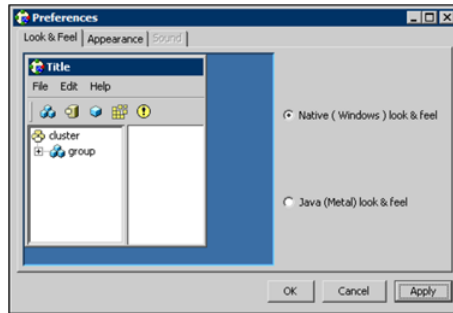 Preferences
Look & Feel Appearance Sound
Title
File Edit Help
cluster
group
Native ( Windows ) look & feel
Java (Metal) look & feel
OK Cancel Apply